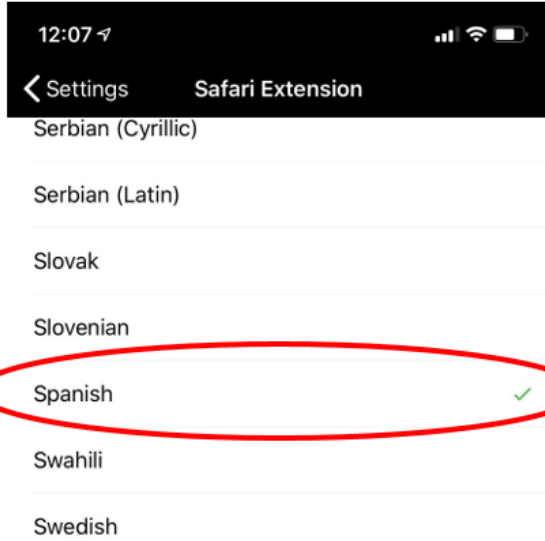 12:07
Settings Safari Extension
Serbian (Cyrillic)
Serbian (Latin)
Slovak
Slovenian
Spanish
Swahili
Swedish